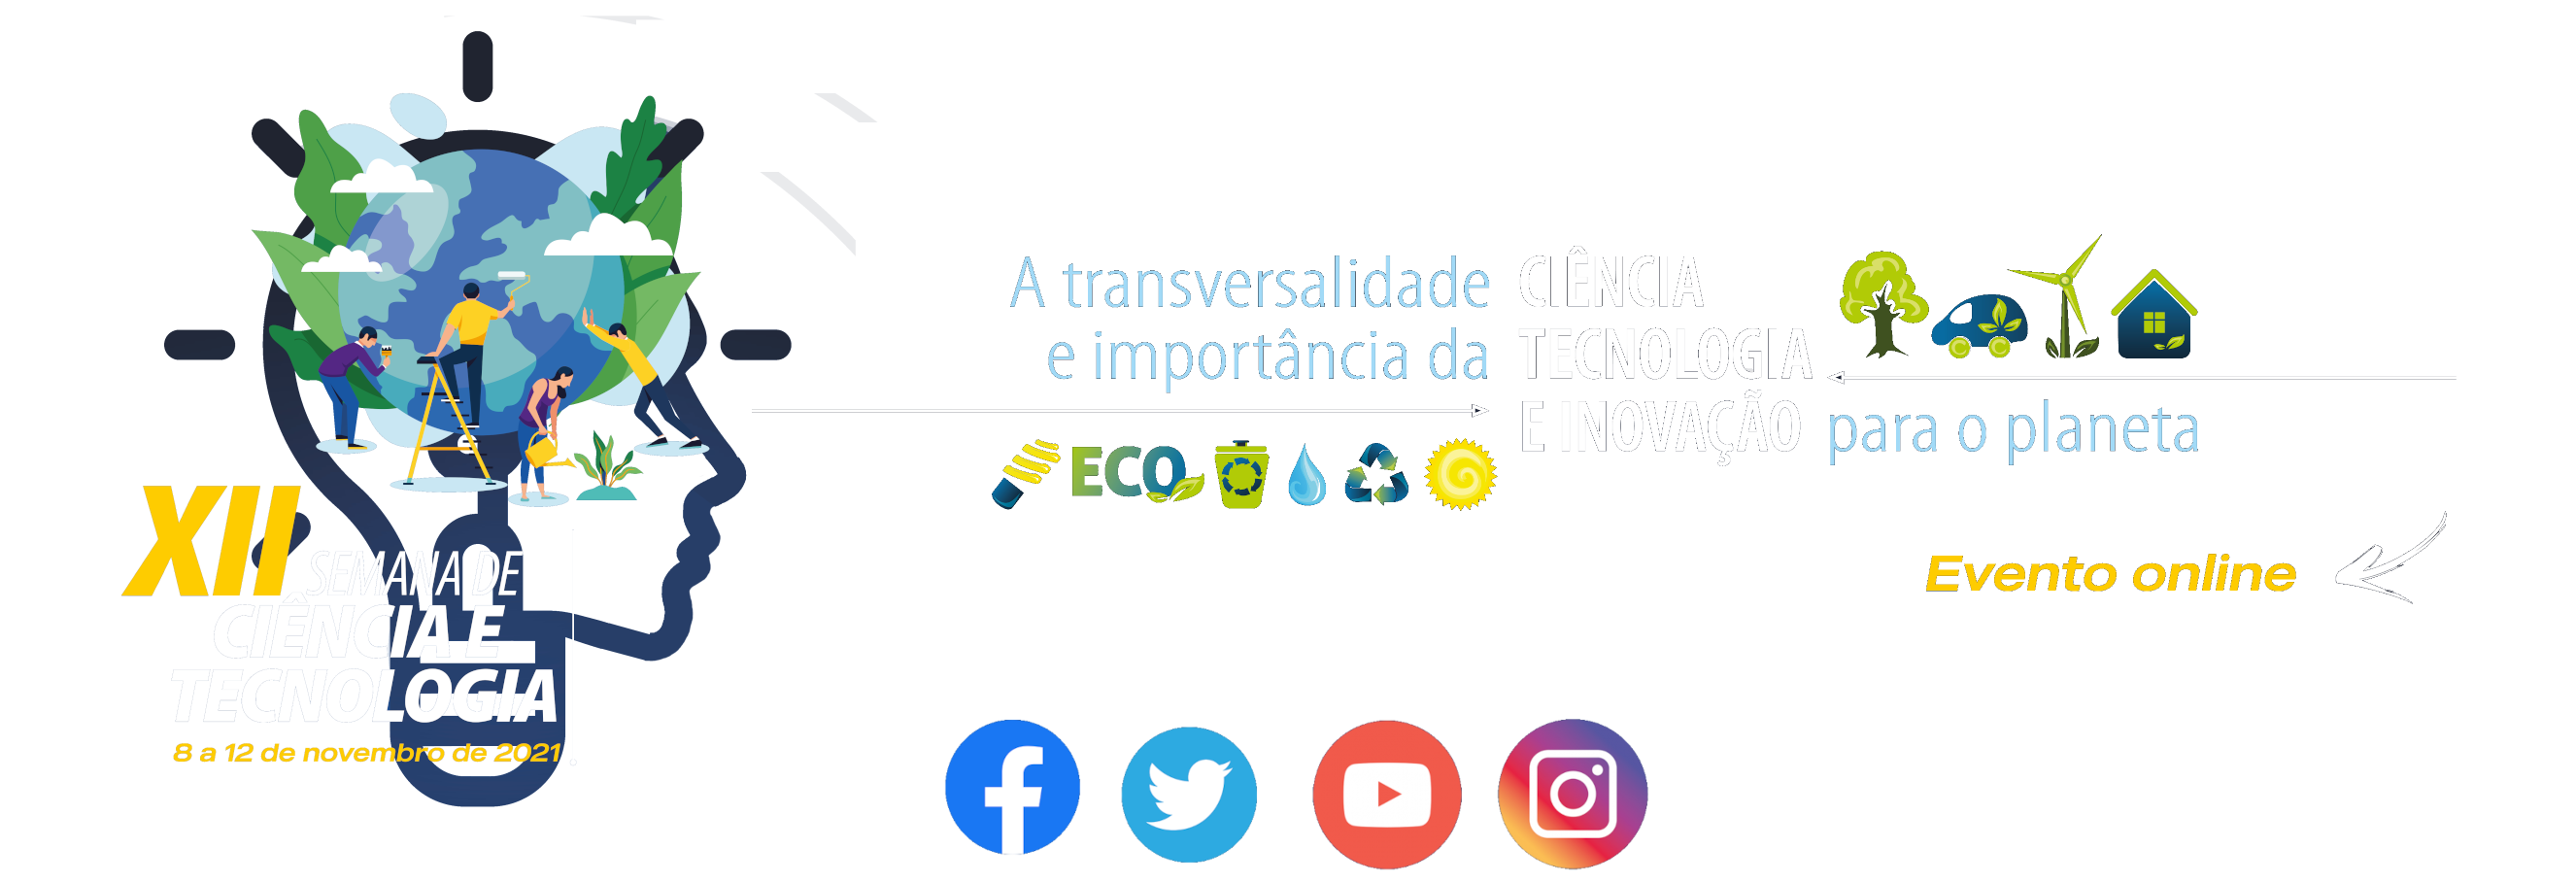 XII
SEMANA DE
CIÊNCIA E
TECNOLOGIA
8 a 12 de novembro de 2021
A transversalidade
e importância da
CIÊNCIA
TECNOLOGIA
E INOVAÇÃO
para o planeta
ECO
Evento online